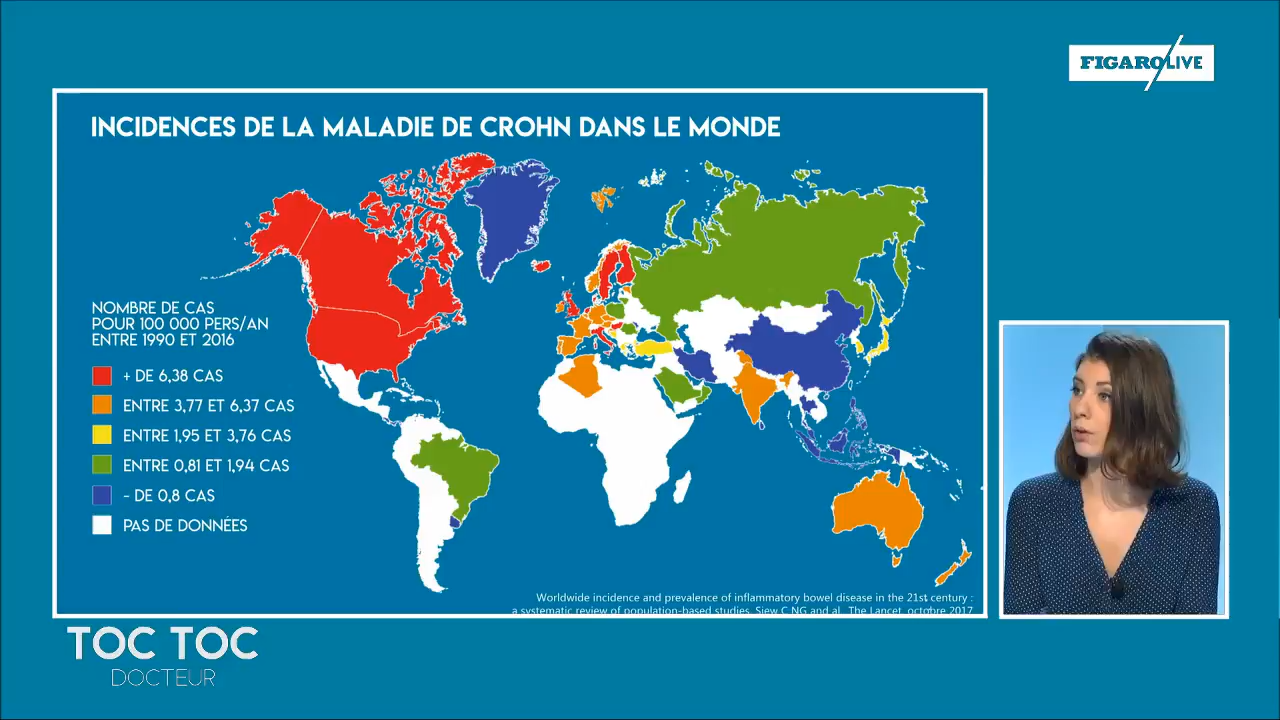 FIGARO LIVE
INCIDENCES DE LA MALADIE DE CROHN DANS LE MONDE
NOMBRE DE CAS
POUR 100 000 PERS/AN
ENTRE 1990 ET 2016
+ DE 6,38 CAS
ENTRE 3,77 ET 6,37 CAS
ENTRE 1,95 ET 3,76 CAS
ENTRE 0,81 ET 1,94 CAS
- DE 0,8 CAS
PAS DE DONNÉES
Worldwide incidence and prevalence of inflammatory bowel disease in the 21st century :
a systematic review of population-based studies. Siew C NG and al. The Lancet, octobre 2017
TOC TOC
DOCTEUR